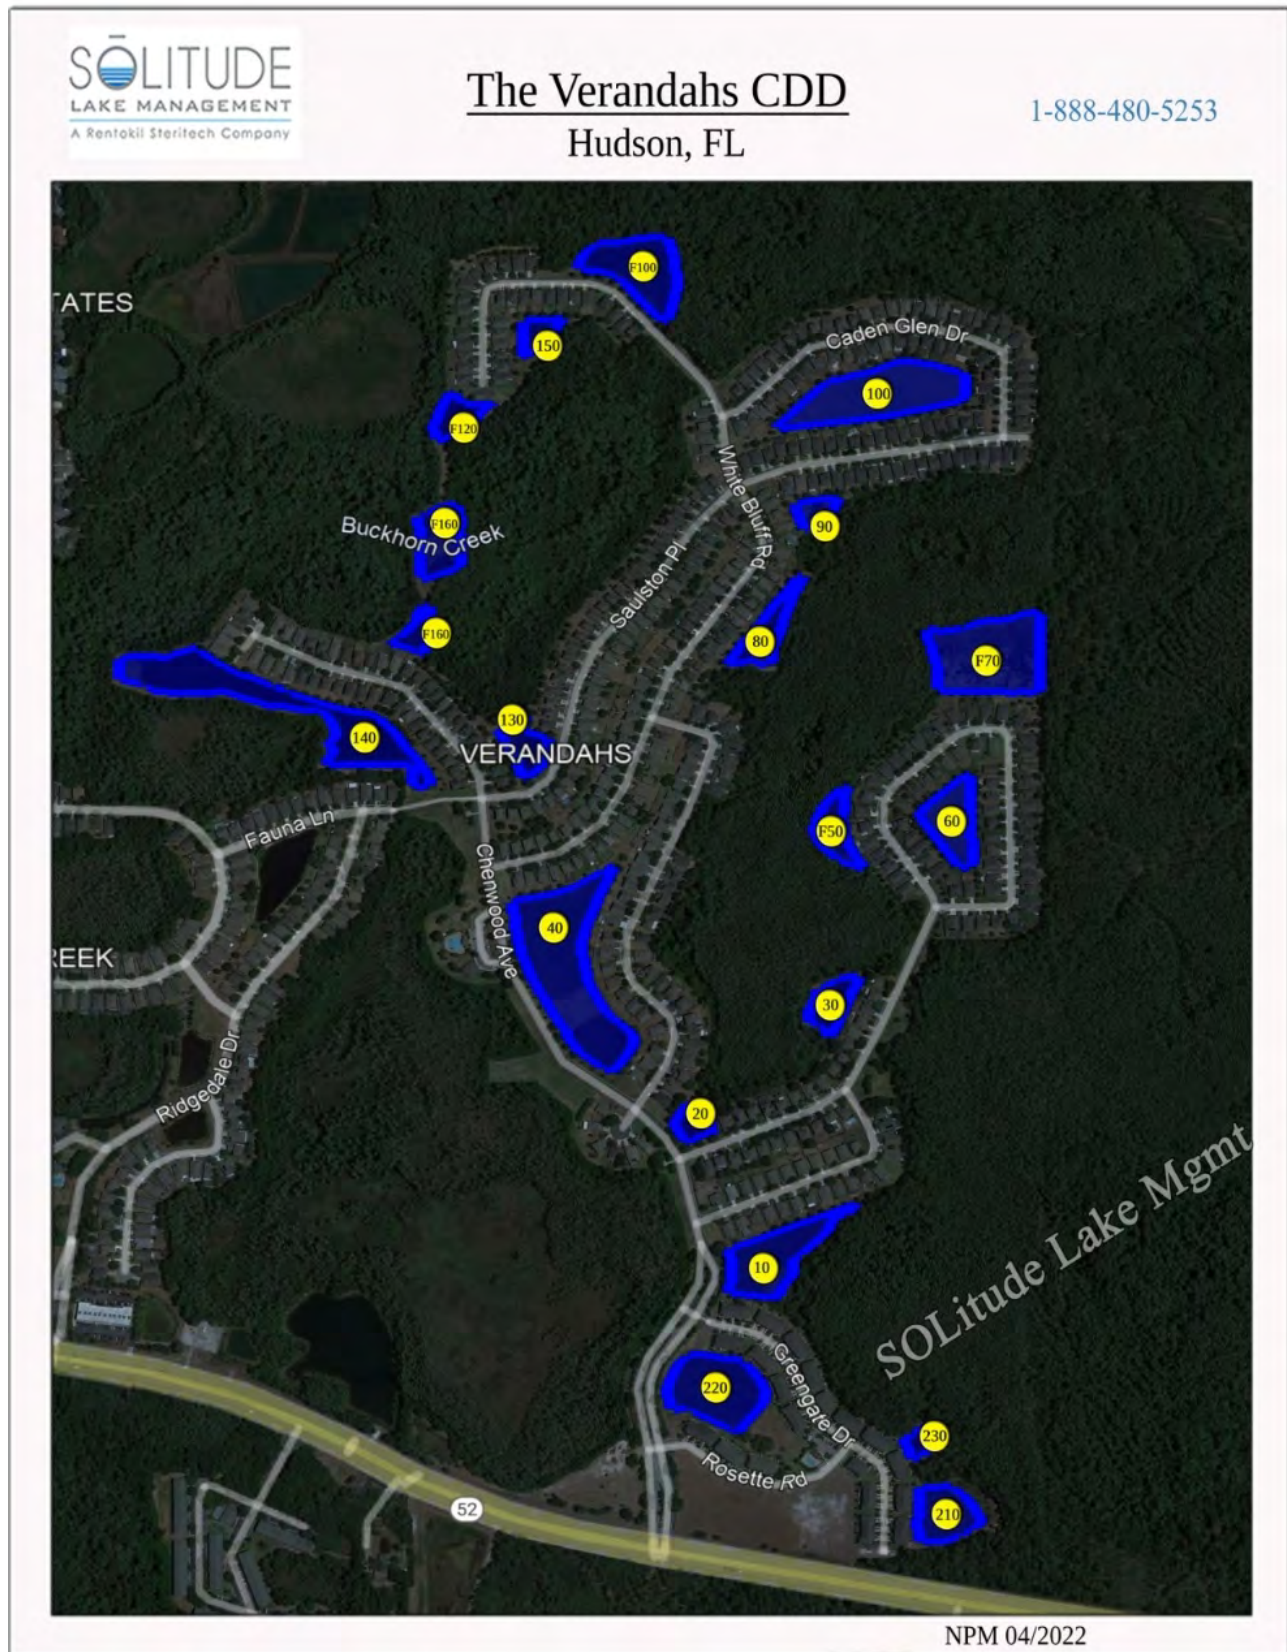 SŌLITUDE
LAKE MANAGEMENT
A Rentokil Steritech Company
The Verandahs CDD
Hudson, FL
1-888-480-5253
F100
TATES
150
Caden Glen Dr
100
F120
White Bluff Rd
F160
Buckhorn Creek
90
Saulston Pl
F160
80
F70
130
140
VERANDAHS
Fauna Ln
F50
60
Chenwood Ave
40
REEK
30
Ridgedale Dr
20
SOLitude Lake Mgmt
10
220
Greengate Dr
230
Rosette Rd
52
210
NPM 04/2022